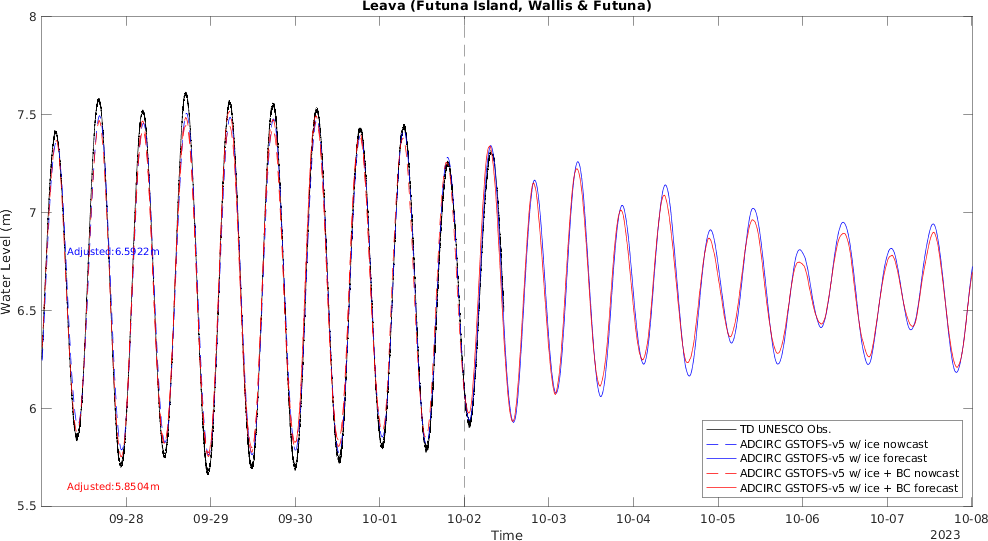 Leava (Futuna Island, Wallis & Futuna)
8
7.5
7
6.5
6
5.5
Water Level (m)
Adjusted:6.5922m
Adjusted:5.8504m
TD UNESCO Obs.
ADCIRC GSTOFS-v5 w/ ice nowcast
ADCIRC GSTOFS-v5 w/ ice forecast
ADCIRC GSTOFS-v5 w/ ice + BC nowcast
ADCIRC GSTOFS-v5 w/ ice + BC forecast
09-28 09-29 09-30 10-01 10-02 10-03 10-04 10-05 10-06 10-07 10-08
Time
2023